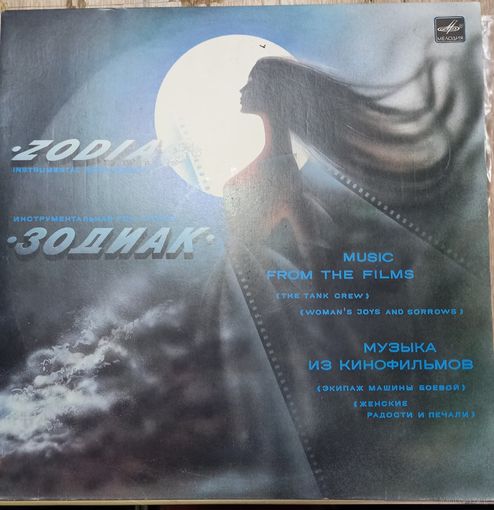 МЕЛОДИЯ
·ZODIA
INSTRUMENTAL
ИНСТРУМЕНТАЛЬНАЯ
·ЗОДИАК·
MUSIC
FROM THE FILMS
(THE TANK CREW)
(WOMAN'S JOYS AND SORROWS)
МУЗЫКА
ИЗ КИНОФИЛЬМОВ
(ЭКИПАЖ МАШИНЫ БОЕВОЙ)
(ЖЕНСКИЕ
РАДОСТИ И ПЕЧАЛИ)